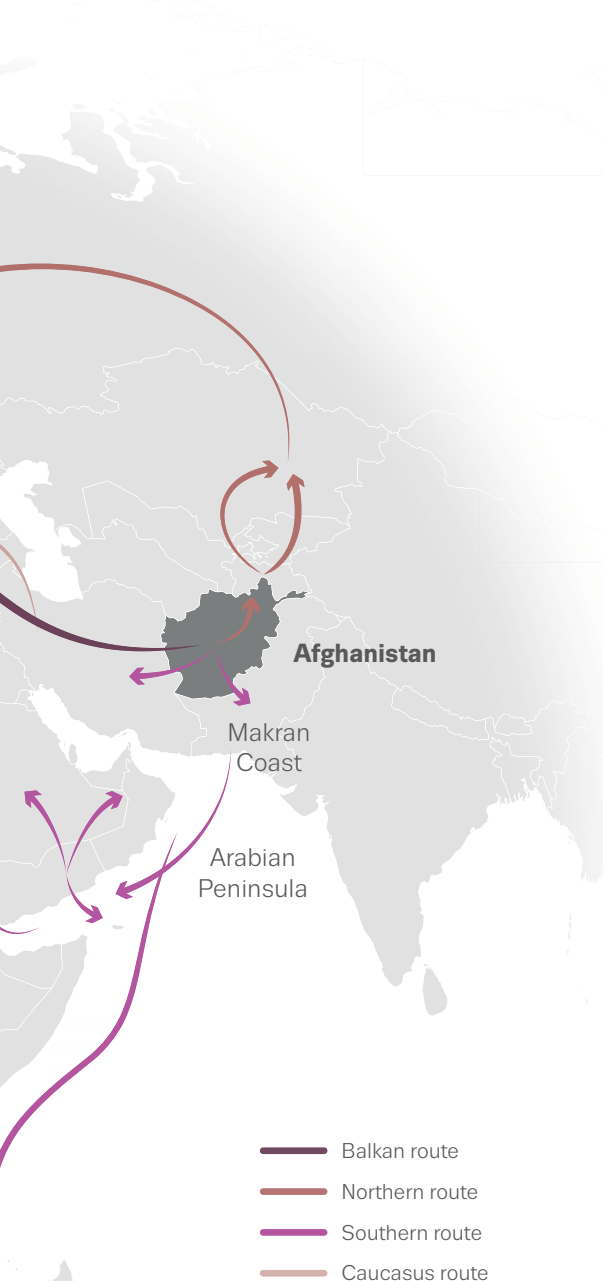 Afghanistan
Makran
Coast
Arabian
Peninsula
Balkan route
Northern route
Southern route
Caucasus route